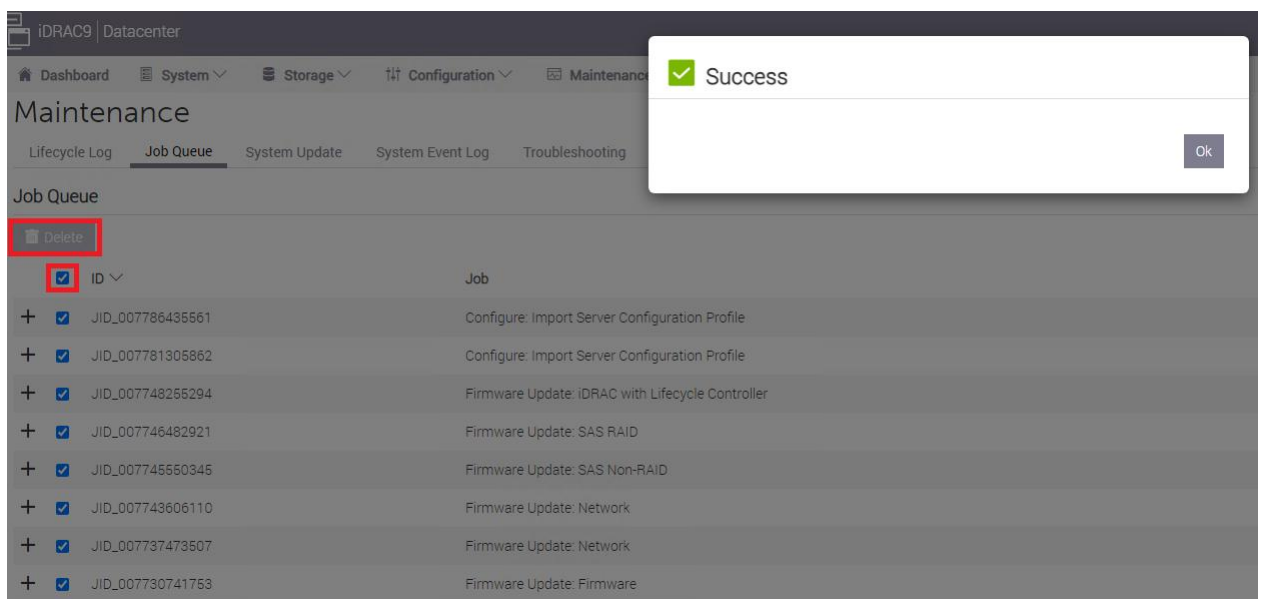 iDRAC9 | Datacenter
Dashboard System Storage Configuration Maintenance
Success
Ok
Maintenance
Lifecycle Log Job Queue System Update System Event Log Troubleshooting
Job Queue
Delete
ID Job
JID_007786435561 Configure: Import Server Configuration Profile
JID_007781305862 Configure: Import Server Configuration Profile
JID_007748255294 Firmware Update: iDRAC with Lifecycle Controller
JID_007746482921 Firmware Update: SAS RAID
JID_007745550345 Firmware Update: SAS Non-RAID
JID_007743606110 Firmware Update: Network
JID_007737473507 Firmware Update: Network
JID_007730741753 Firmware Update: Firmware